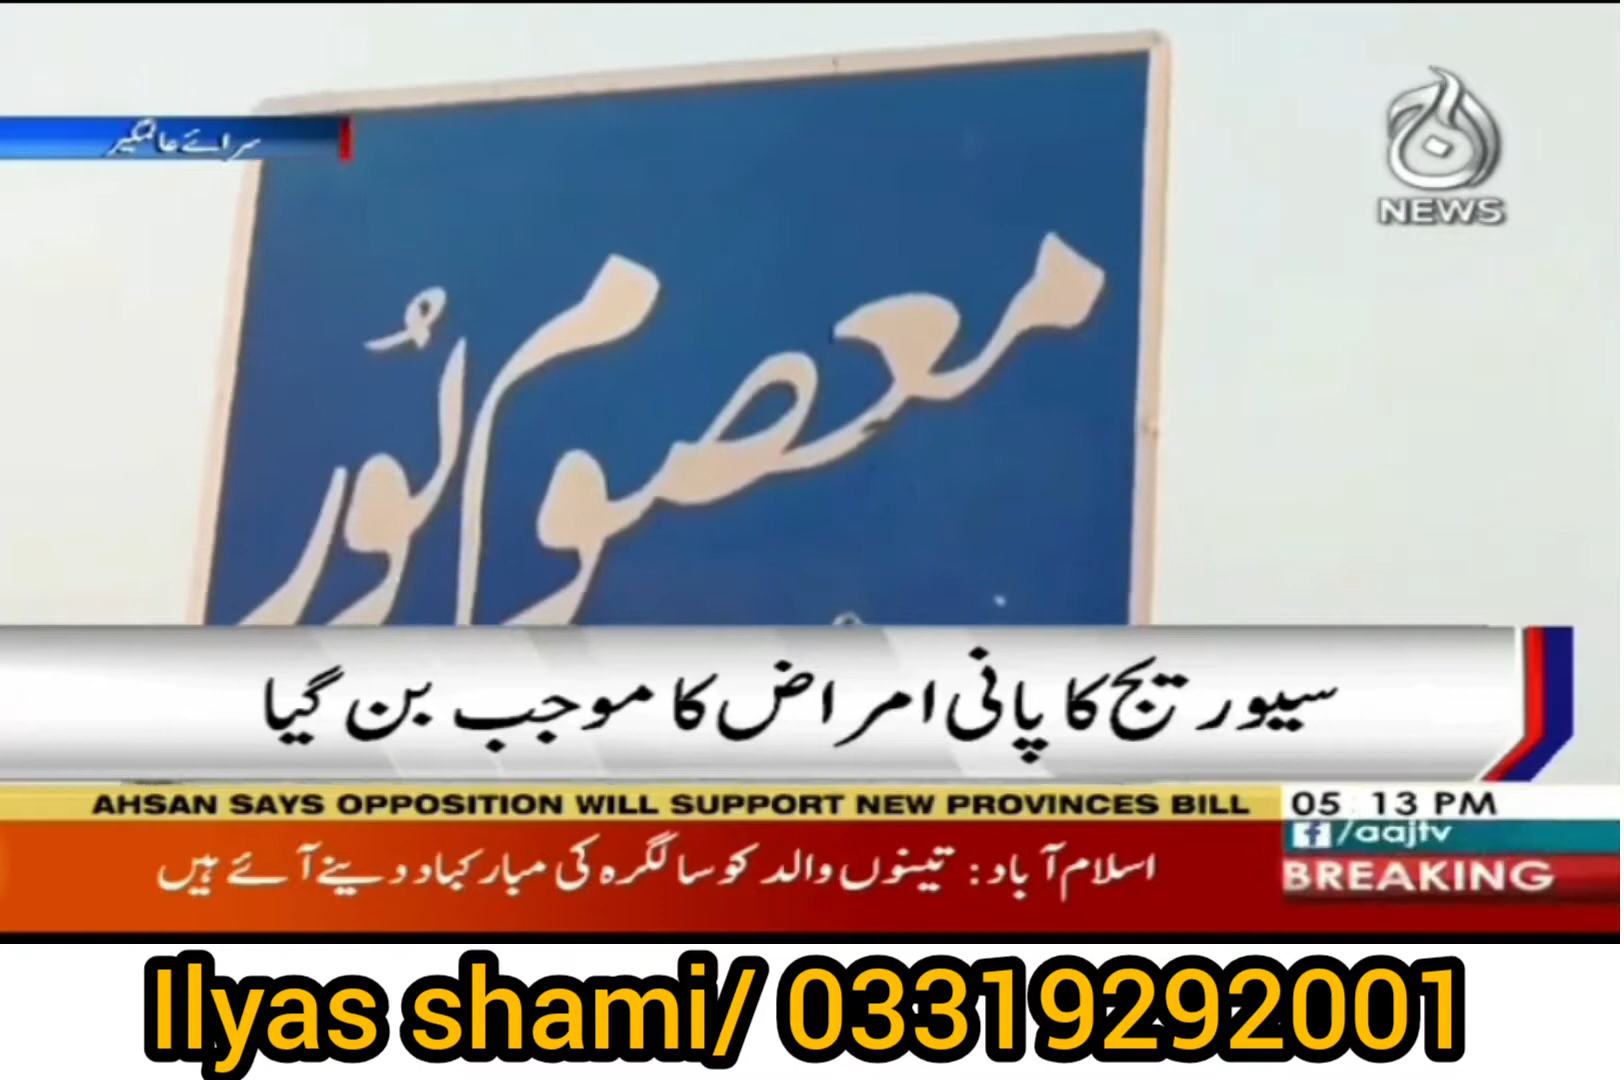 سرائے عالمگیر
NEWS
معصوم نُور
سیوریج کا پانی امراض کا موجب بن گیا
AHSAN SAYS OPPOSITION WILL SUPPORT NEW PROVINCES BILL
05:13 PM
/aajtv
اسلام آباد: تینوں والد کو سالگرہ کی مبارکباد دینے آئے ہیں
BREAKING
Ilyas shami/ 03319292001